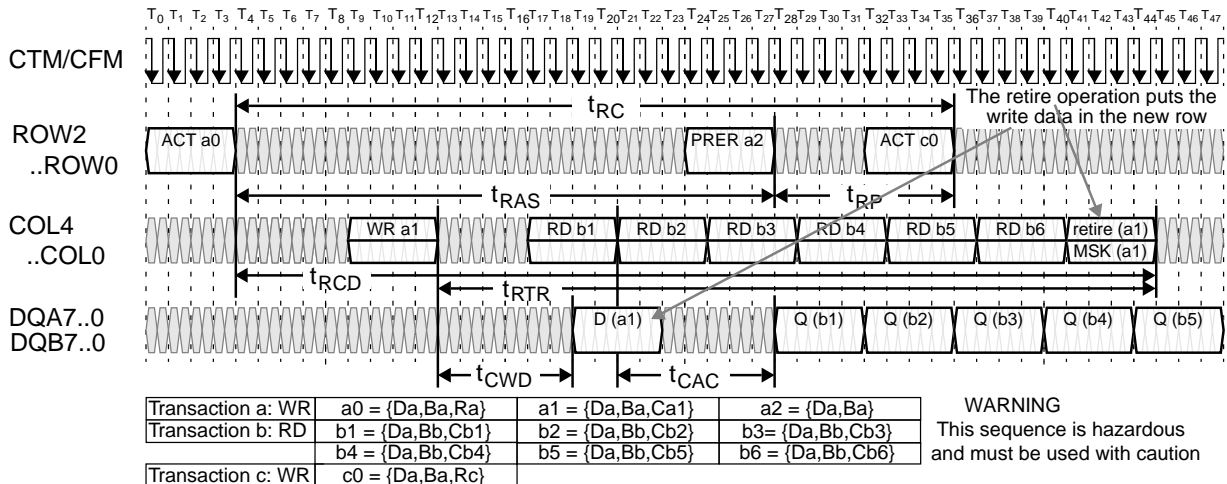 T0 T1 T2 T3 T4 T5 T6 T7 T8 T9 T10 T11 T12 T13 T14 T15 T16 T17 T18 T19 T20 T21 T22 T23 T24 T25 T26 T27 T28 T29 T30 T31 T32 T33 T34 T35 T36 T37 T38 T39 T40 T41 T42 T43 T44 T45 T46 T47
CTM/CFM
The retire operation puts the
write data in the new row
tRC
ROW2
..ROW0
ACT a0 PRER a2 ACT c0
tRAS tRP
COL4
..COL0
WR a1 RD b1 RD b2 RD b3 RD b4 RD b5 RD b6 retire (a1)
MSK (a1)
tRCD tRTR
DQA7..0
DQB7..0
D (a1) Q (b1) Q (b2) Q (b3) Q (b4) Q (b5)
tCWD tCAC
Transaction a: WR a0 = {Da,Ba,Ra} a1 = {Da,Ba,Ca1} a2 = {Da,Ba}
Transaction b: RD b1 = {Da,Bb,Cb1} b2 = {Da,Bb,Cb2} b3= {Da,Bb,Cb3}
b4 = {Da,Bb,Cb4} b5 = {Da,Bb,Cb5} b6 = {Da,Bb,Cb6}
Transaction c: WR c0 = {Da,Ba,Rc}
WARNING
This sequence is hazardous
and must be used with caution